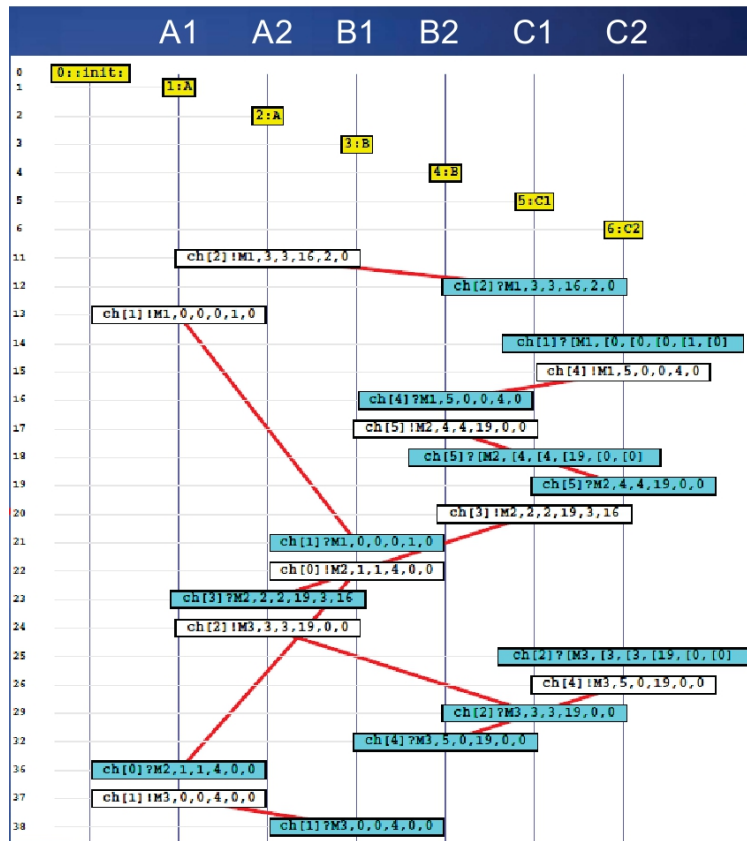 A1 A2 B1 B2 C1 C2
0 0::init:
1 1:A
2 2:A
3 3:B
4 4:B
5 5:C1
6 6:C2
11 ch[2]!M1,3,3,16,2,0
12 ch[2]?M1,3,3,16,2,0
13 ch[1]!M1,0,0,0,1,0
14 ch[1]?[M1,[0,[0,[0,[1,[0]
15 ch[4]!M1,5,0,0,4,0
16 ch[4]?M1,5,0,0,4,0
17 ch[5]!M2,4,4,19,0,0
18 ch[5]?[M2,[4,[4,[19,[0,[0]
19 ch[5]?M2,4,4,19,0,0
20 ch[3]!M2,2,2,19,3,16
21 ch[1]?M1,0,0,0,1,0
22 ch[0]!M2,1,1,4,0,0
23 ch[3]?M2,2,2,19,3,16
24 ch[2]!M3,3,3,19,0,0
25 ch[2]?[M3,[3,[3,[19,[0,[0]
26 ch[4]!M3,5,0,19,0,0
29 ch[2]?M3,3,3,19,0,0
32 ch[4]?M3,5,0,19,0,0
36 ch[0]?M2,1,1,4,0,0
37 ch[1]!M3,0,0,4,0,0
38 ch[1]?M3,0,0,4,0,0